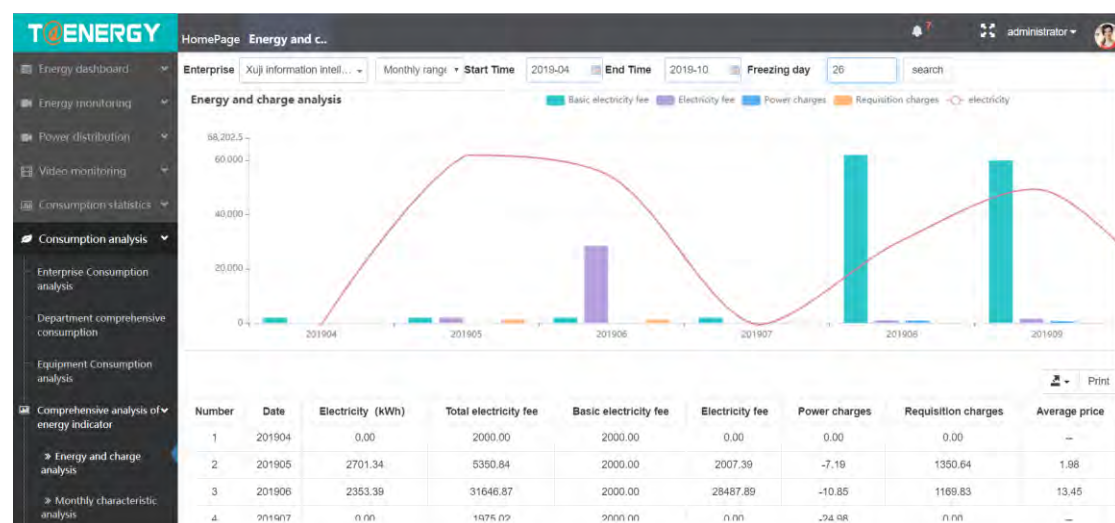 T@ENERGY
HomePage Energy and c..
?
administrator
Energy dashboard
Energy monitoring
Power distribution
Video monitoring
Consumption statistics
Consumption analysis
Enterprise Consumption
analysis
Department comprehensive
consumption
Equipment Consumption
analysis
Comprehensive analysis of
energy indicator
» Energy and charge
analysis
» Monthly characteristic
analysis
Enterprise Xuji information intell... Monthly range Start Time 2019-04 End Time 2019-10 Freezing day 26 search
Energy and charge analysis
Basic electricity fee Electricity fee Power charges Requisition charges electricity
68,202.5
60,000
40,000
20,000
0
201904 201905 201906 201907 201908 201909
Print
Number Date Electricity (kWh) Total electricity fee Basic electricity fee Electricity fee Power charges Requisition charges Average price
1 201904 0.00 2000.00 2000.00 0.00 0.00 0.00 --
2 201905 2701.34 5350.84 2000.00 2007.39 -7.19 1350.64 1.98
3 201906 2353.39 31646.87 2000.00 28487.89 -10.85 1169.83 13.45
4 201907 0.00 1975.02 2000.00 0.00 -24.98 0.00 --